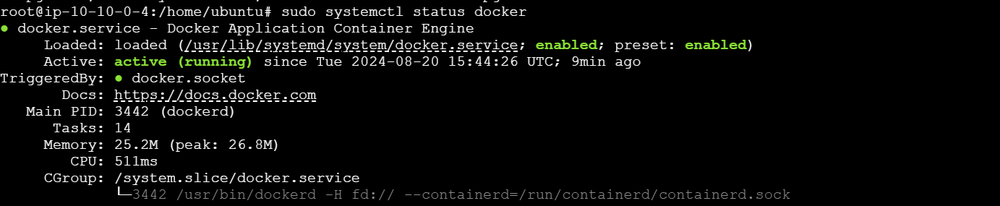 root@ip-10-10-0-4:/home/ubuntu# sudo systemctl status docker
● docker.service - Docker Application Container Engine
     Loaded: loaded (/usr/lib/systemd/system/docker.service; enabled; preset: enabled)
     Active: active (running) since Tue 2024-08-20 15:44:26 UTC; 9min ago
TriggeredBy: ● docker.socket
       Docs: https://docs.docker.com
   Main PID: 3442 (dockerd)
      Tasks: 14
     Memory: 25.2M (peak: 26.8M)
        CPU: 511ms
     CGroup: /system.slice/docker.service
             └─3442 /usr/bin/dockerd -H fd:// --containerd=/run/containerd/containerd.sock